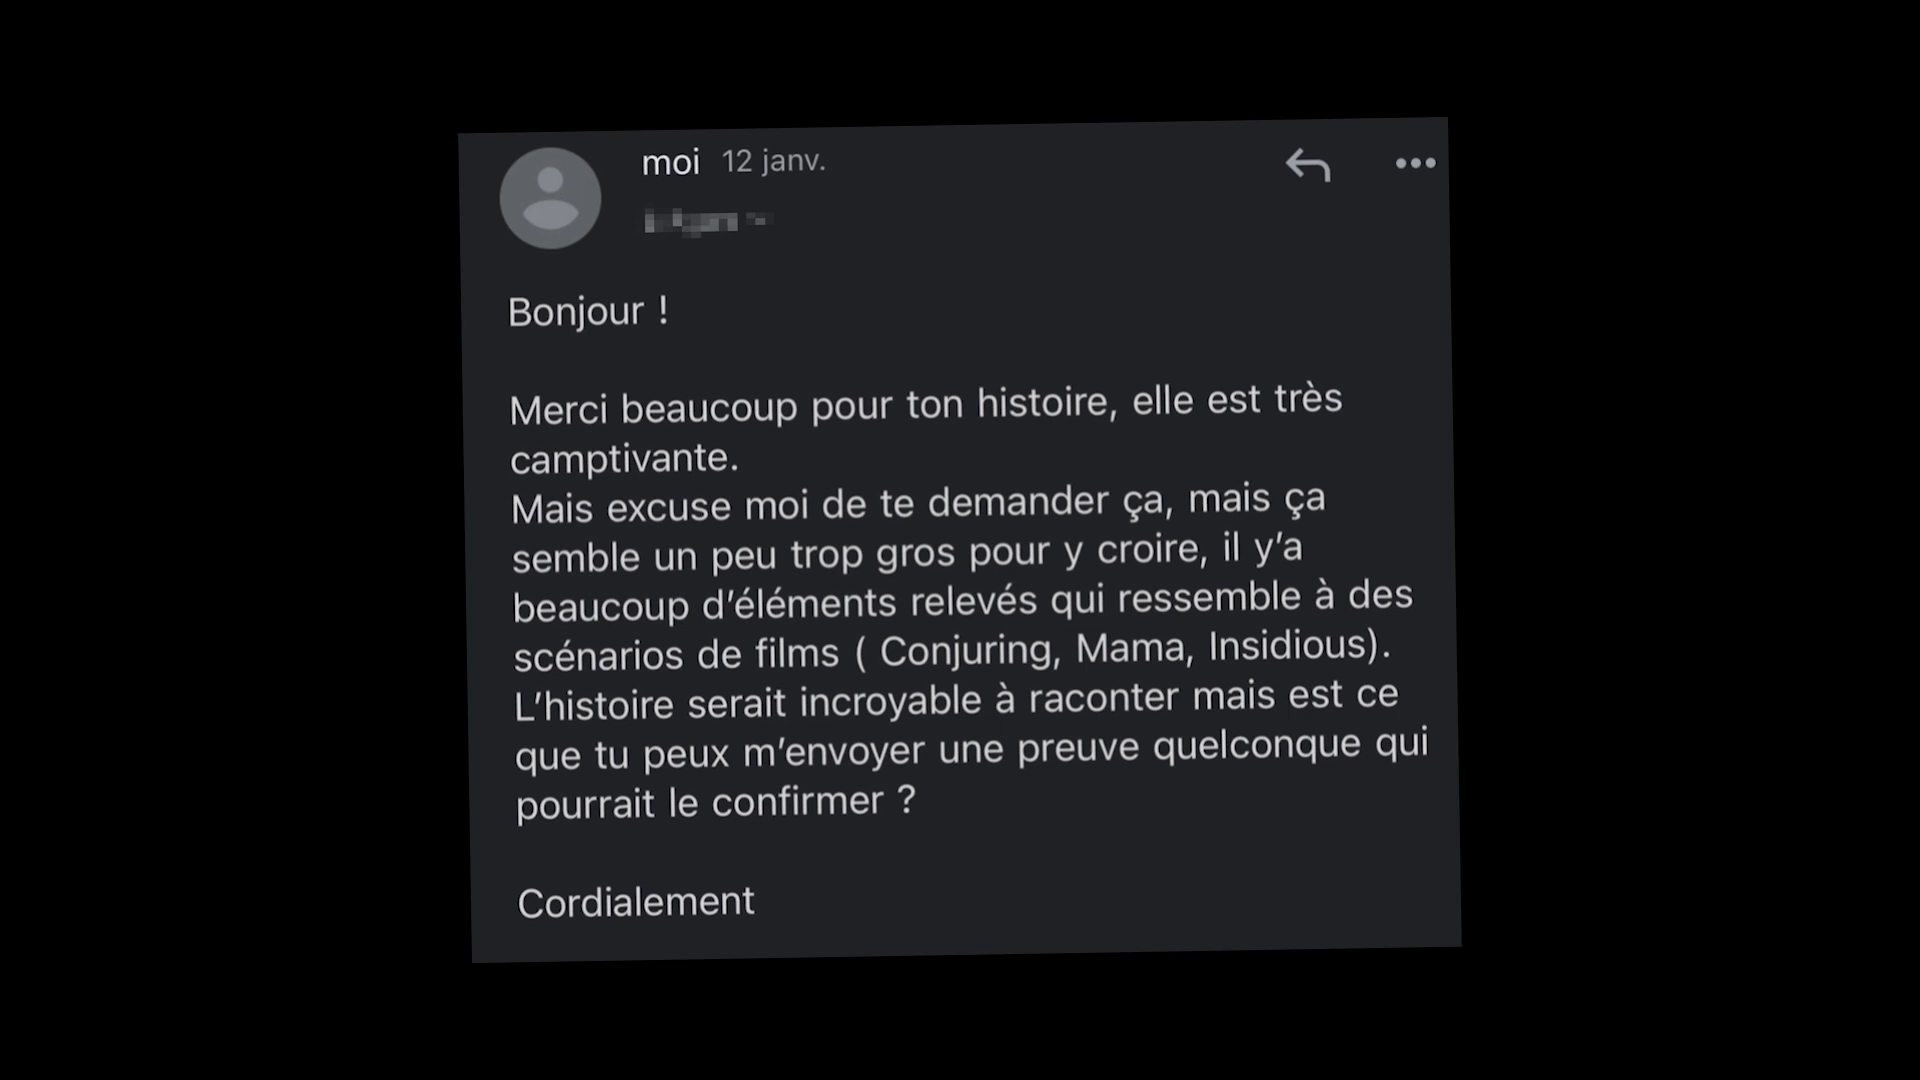 moi 12 janv.
Bonjour !
Merci beaucoup pour ton histoire, elle est très
camptivante.
Mais excuse moi de te demander ça, mais ça
semble un peu trop gros pour y croire, il y’a
beaucoup d’éléments relevés qui ressemble à des
scénarios de films ( Conjuring, Mama, Insidious).
L’histoire serait incroyable à raconter mais est ce
que tu peux m’envoyer une preuve quelconque qui
pourrait le confirmer ?
Cordialement